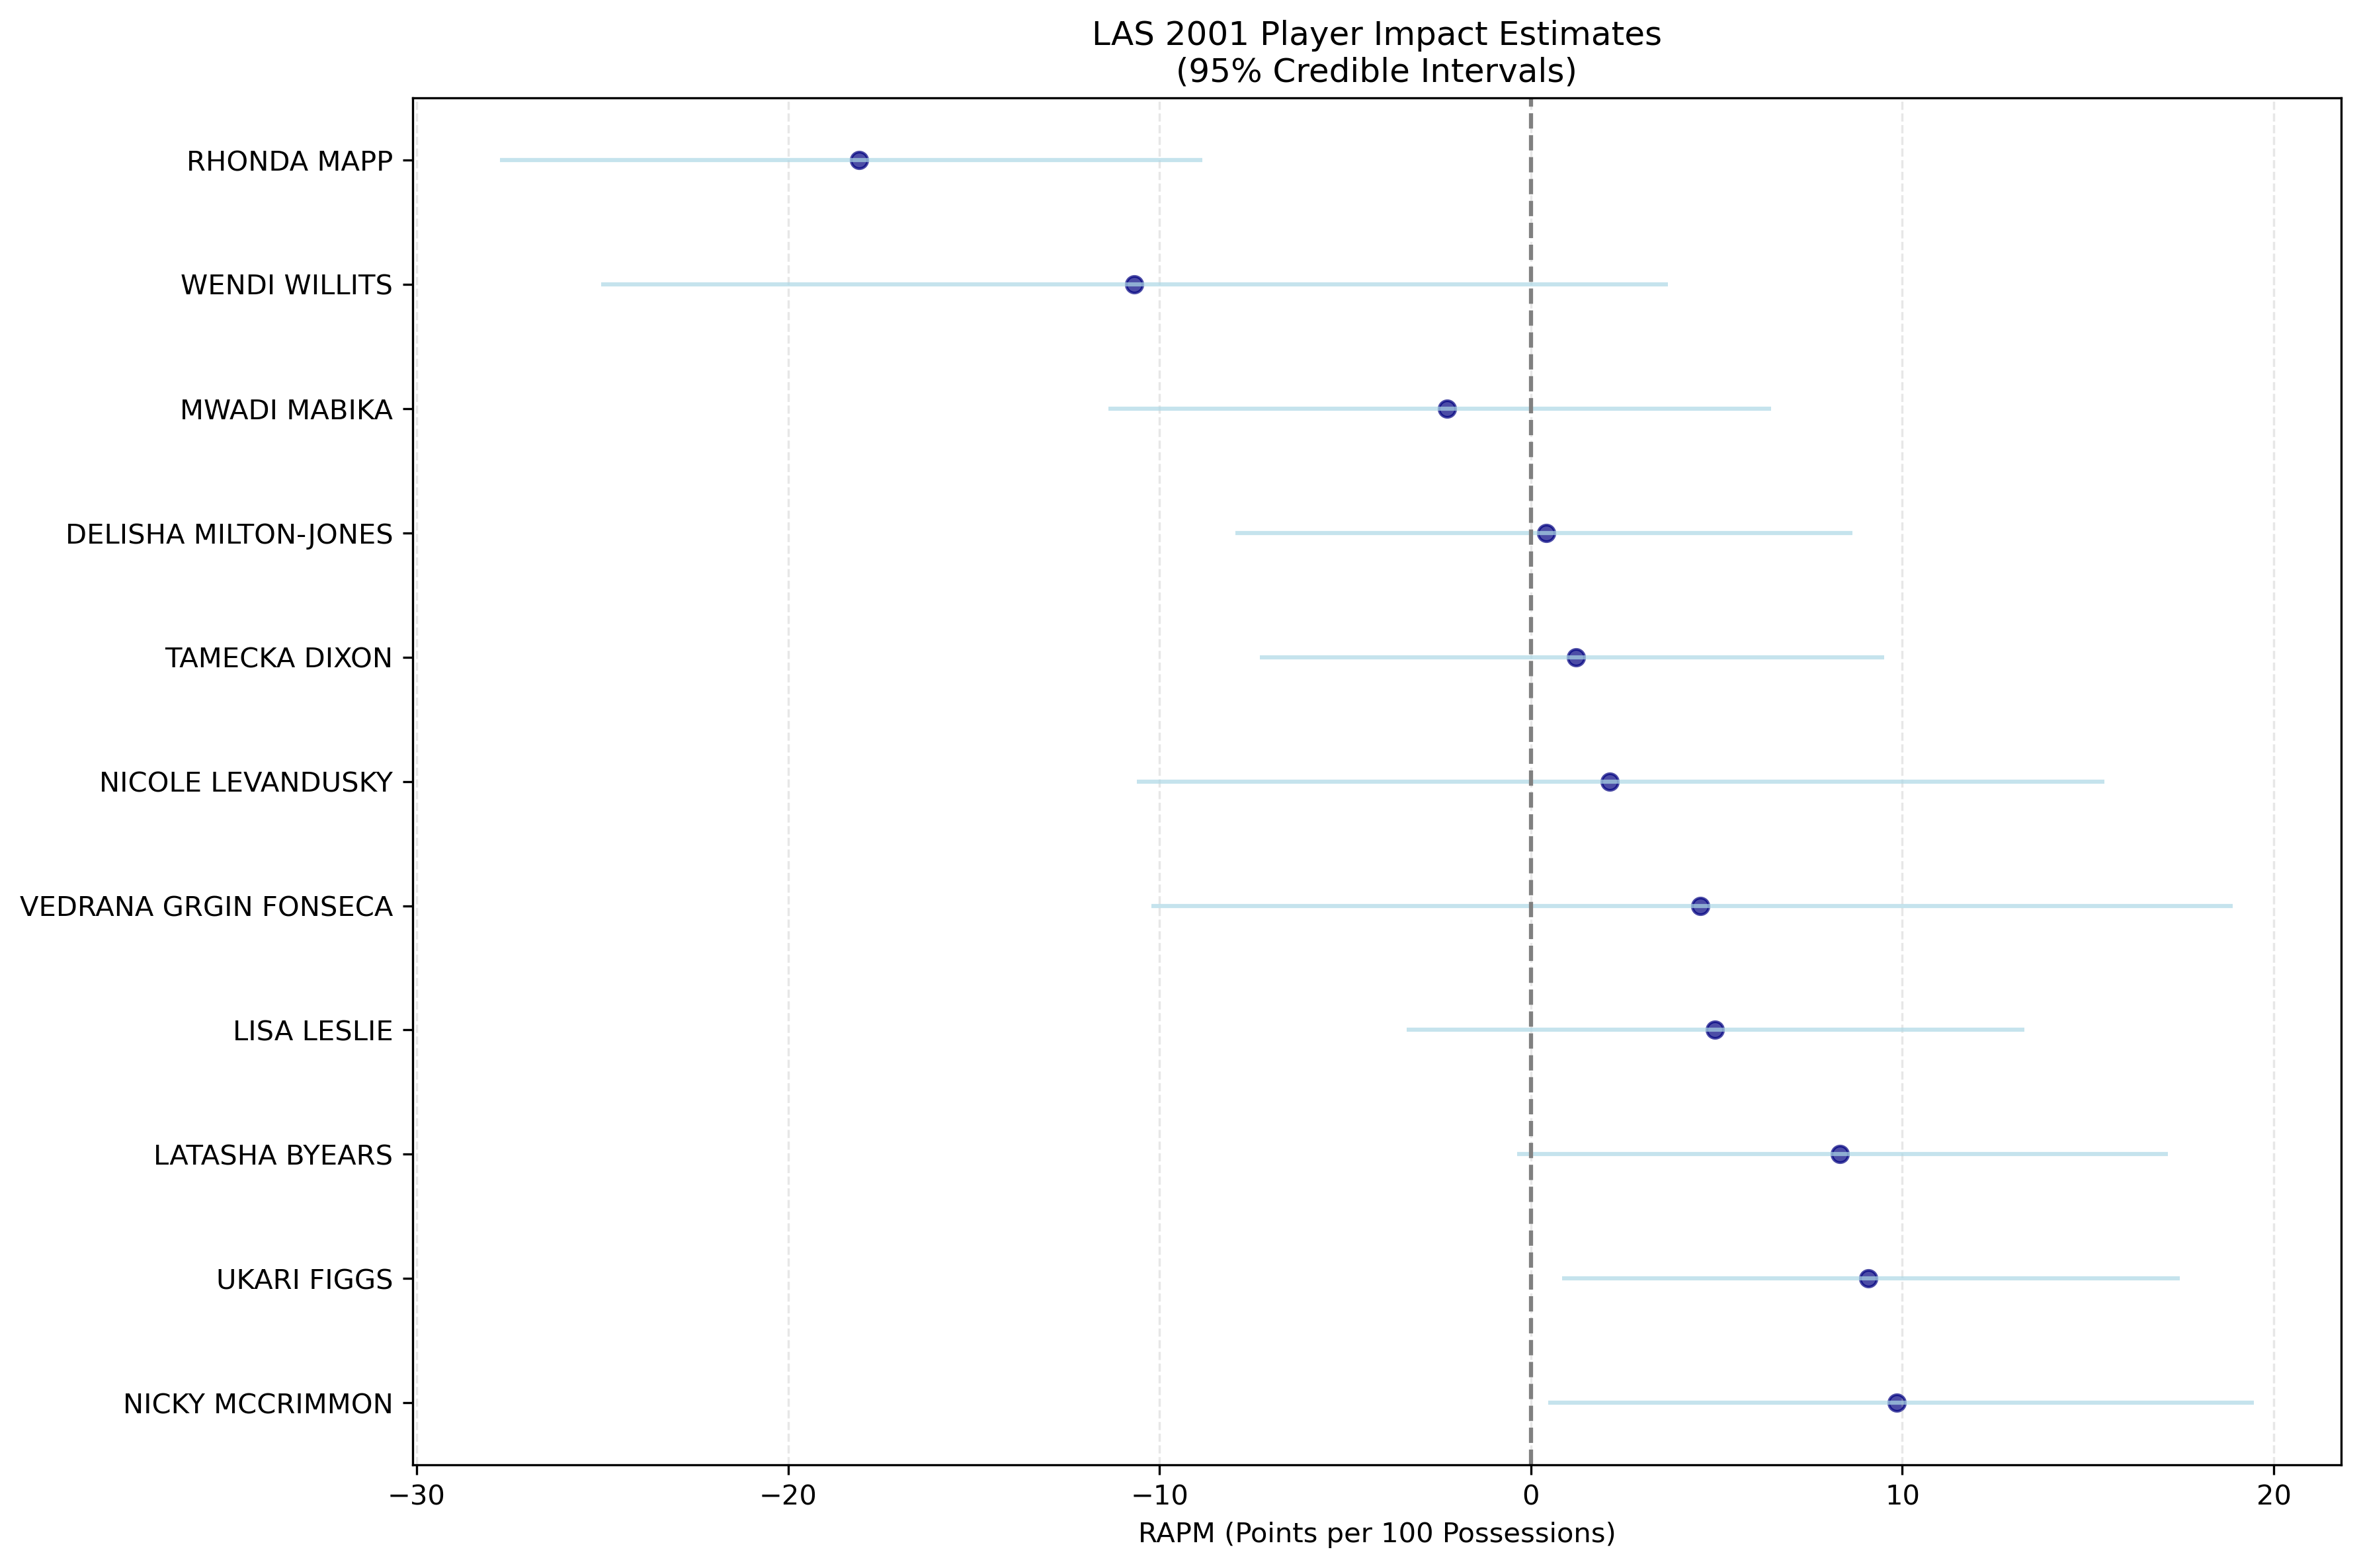 LAS 2001 Player Impact Estimates
(95% Credible Intervals)
RHONDA MAPP
WENDI WILLITS
MWADI MABIKA
DELISHA MILTON-JONES
TAMECKA DIXON
NICOLE LEVANDUSKY
VEDRANA GRGIN FONSECA
LISA LESLIE
LATASHA BYEARS
UKARI FIGGS
NICKY MCCRIMMON
−30 −20 −10 0 10 20
RAPM (Points per 100 Possessions)